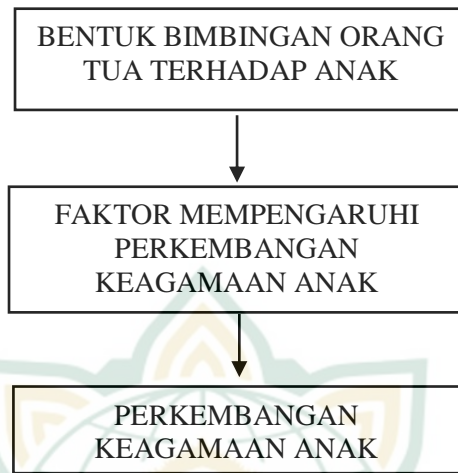 BENTUK BIMBINGAN ORANG
TUA TERHADAP ANAK
FAKTOR MEMPENGARUHI
PERKEMBANGAN
KEAGAMAAN ANAK
PERKEMBANGAN
KEAGAMAAN ANAK